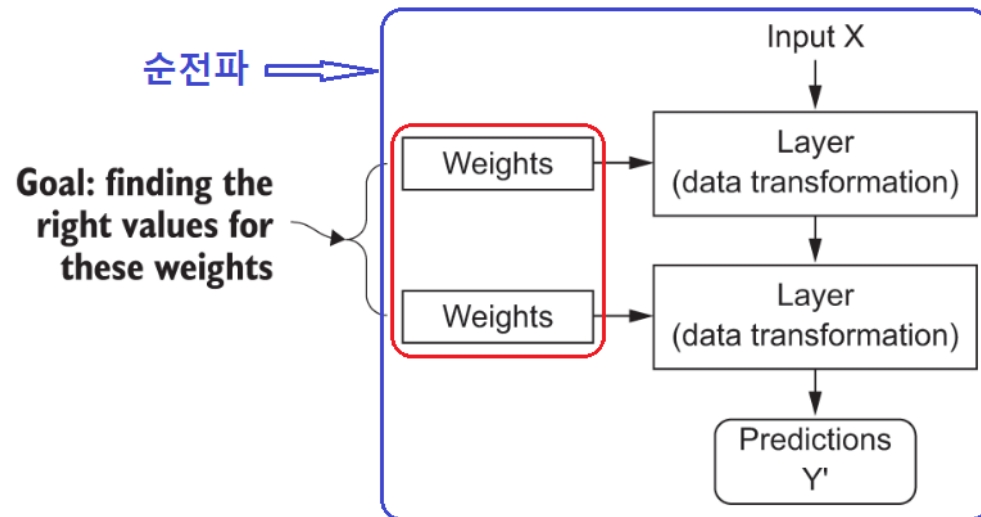 순전파
Input X
Weights
Layer
(data transformation)
Goal: finding the
right values for
these weights
Weights
Layer
(data transformation)
Predictions
Y'